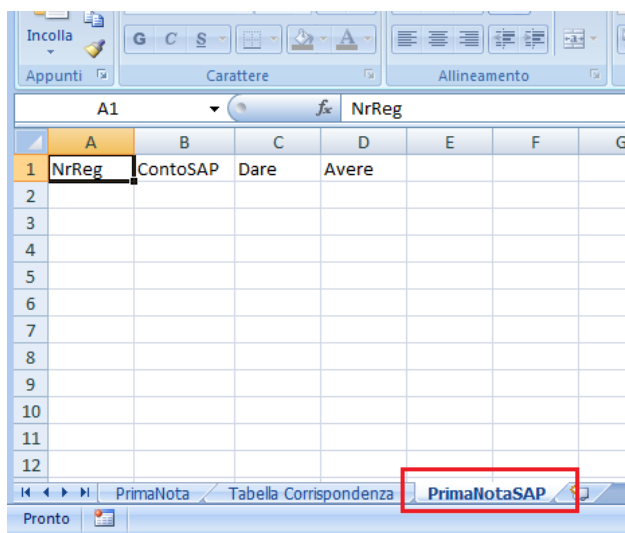 Incolla
G C S A
Appunti Carattere Allineamento
A1 fx NrReg
A B C D E F G
1 NrReg ContoSAP Dare Avere
2
3
4
5
6
7
8
9
10
11
12
PrimaNota Tabella Corrispondenza PrimaNotaSAP
Pronto